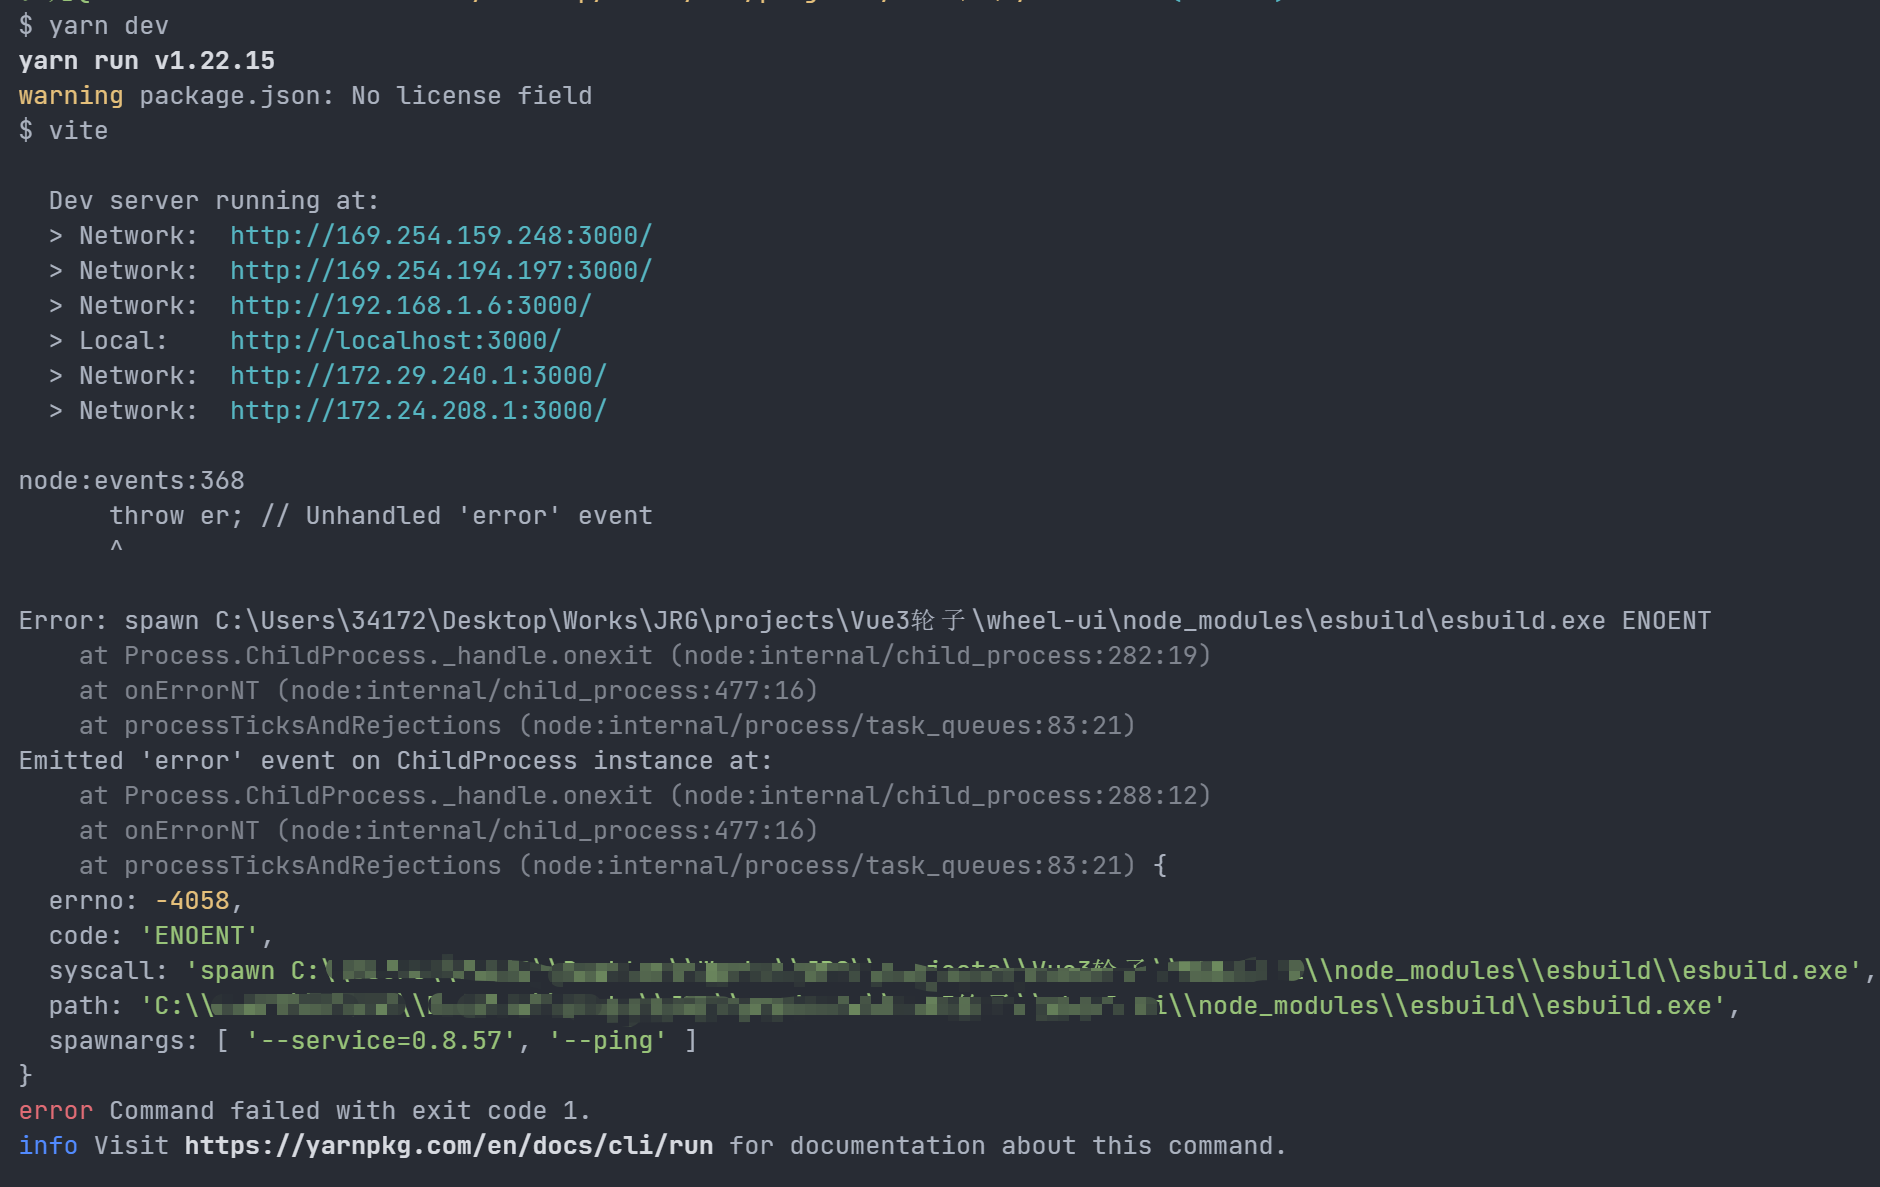 $ yarn dev
yarn run v1.22.15
warning package.json: No license field
$ vite
Dev server running at:
> Network:  http://169.254.159.248:3000/
> Network:  http://169.254.194.197:3000/
> Network:  http://192.168.1.6:3000/
> Local:    http://localhost:3000/
> Network:  http://172.29.240.1:3000/
> Network:  http://172.24.208.1:3000/
node:events:368
throw er; // Unhandled 'error' event
^
Error: spawn C:\Users\34172\Desktop\Works\JRG\projects\Vue3轮子\wheel-ui\node_modules\esbuild\esbuild.exe ENOENT
at Process.ChildProcess._handle.onexit (node:internal/child_process:282:19)
at onErrorNT (node:internal/child_process:477:16)
at processTicksAndRejections (node:internal/process/task_queues:83:21)
Emitted 'error' event on ChildProcess instance at:
at Process.ChildProcess._handle.onexit (node:internal/child_process:288:12)
at onErrorNT (node:internal/child_process:477:16)
at processTicksAndRejections (node:internal/process/task_queues:83:21) {
errno: -4058,
code: 'ENOENT',
syscall: 'spawn C:\\node_modules\\esbuild\\esbuild.exe',
path: 'C:\\i\\node_modules\\esbuild\\esbuild.exe',
spawnargs: [ '--service=0.8.57', '--ping' ]
}
error Command failed with exit code 1.
info Visit https://yarnpkg.com/en/docs/cli/run for documentation about this command.